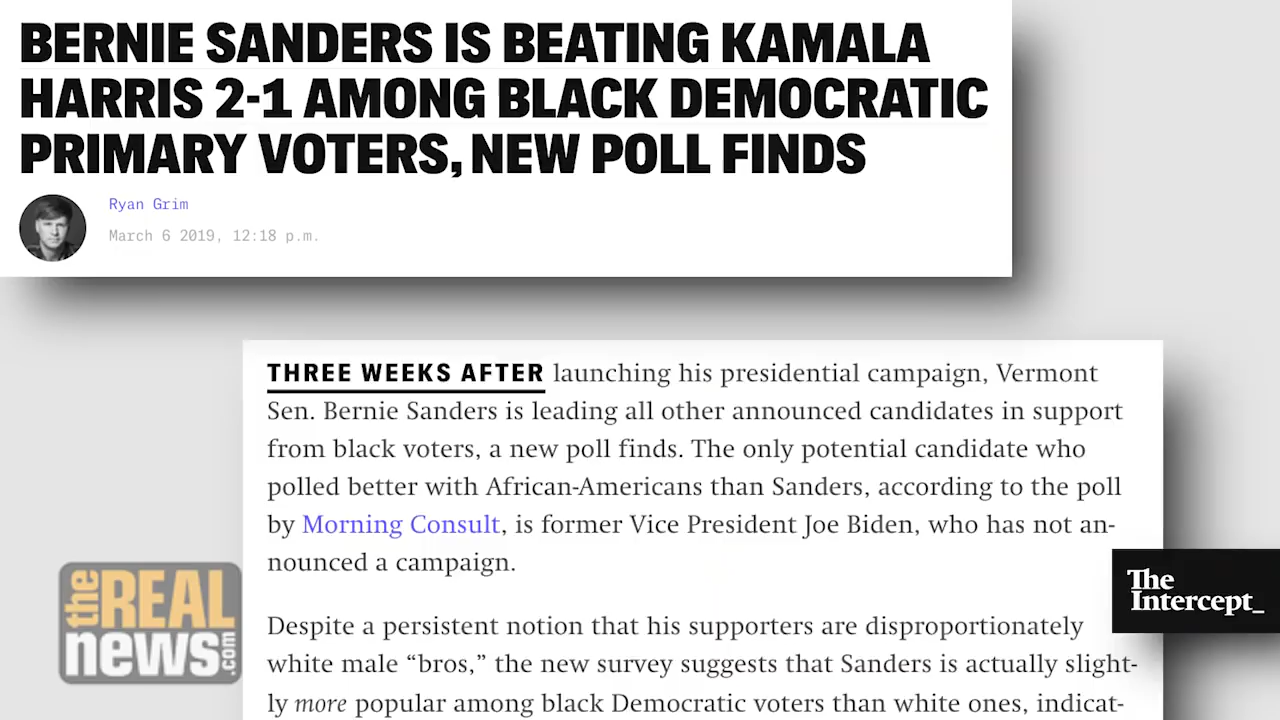 BERNIE SANDERS IS BEATING KAMALA
HARRIS 2-1 AMONG BLACK DEMOCRATIC
PRIMARY VOTERS, NEW POLL FINDS
Ryan Grim
March 6 2019, 12:18 p.m.
THREE WEEKS AFTER launching his presidential campaign, Vermont
Sen. Bernie Sanders is leading all other announced candidates in support
from black voters, a new poll finds. The only potential candidate who
polled better with African-Americans than Sanders, according to the poll
by Morning Consult, is former Vice President Joe Biden, who has not an-
nounced a campaign.
Despite a persistent notion that his supporters are disproportionately
white male “bros,” the new survey suggests that Sanders is actually slight-
ly more popular among black Democratic voters than white ones, indicat-
the REAL
news.com
The
Intercept_